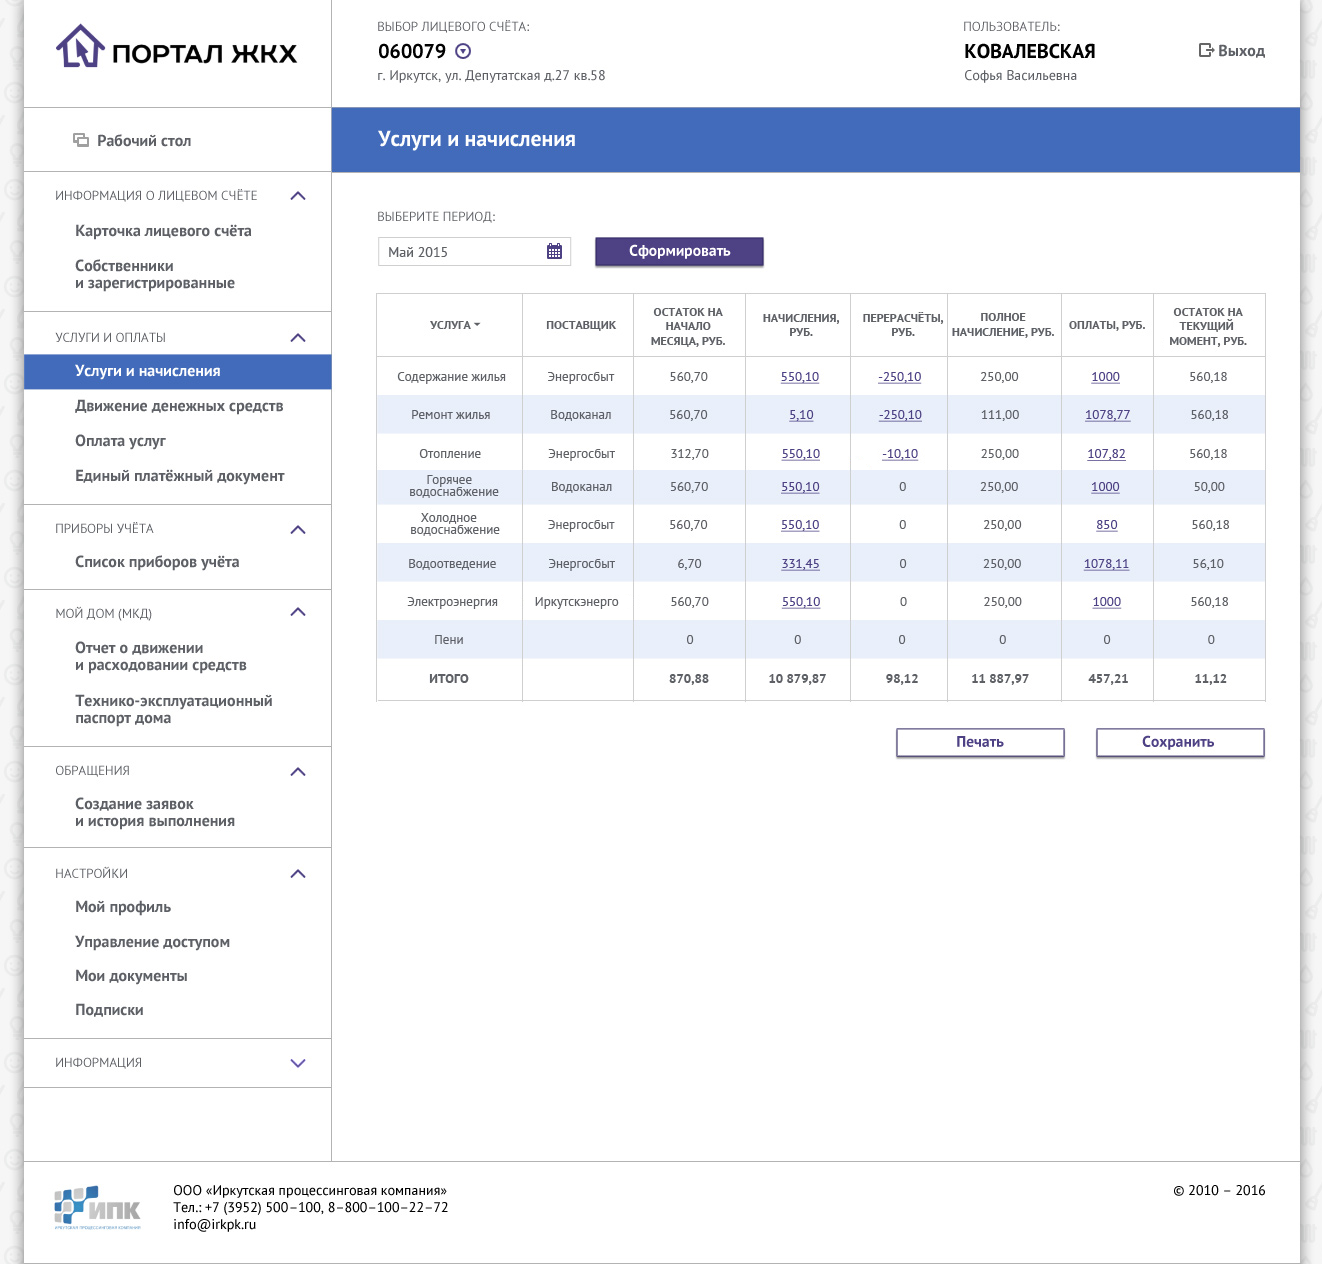 ПОРТАЛ ЖКХ
ВЫБОР ЛИЦЕВОГО СЧЁТА:
060079
г. Иркутск, ул. Депутатская д.27 кв.58
ПОЛЬЗОВАТЕЛЬ:
КОВАЛЕВСКАЯ
Софья Васильевна
Выход
Рабочий стол
ИНФОРМАЦИЯ О ЛИЦЕВОМ СЧЁТЕ
Карточка лицевого счёта
Собственники
и зарегистрированные
УСЛУГИ И ОПЛАТЫ
Услуги и начисления
Движение денежных средств
Оплата услуг
Единый платёжный документ
ПРИБОРЫ УЧЁТА
Список приборов учёта
МОЙ ДОМ (МКД)
Отчет о движении
и расходовании средств
Технико-эксплуатационный
паспорт дома
ОБРАЩЕНИЯ
Создание заявок
и история выполнения
НАСТРОЙКИ
Мой профиль
Управление доступом
Мои документы
Подписки
ИНФОРМАЦИЯ
Услуги и начисления
ВЫБЕРИТЕ ПЕРИОД:
Май 2015
Сформировать
УСЛУГА
ПОСТАВЩИК
ОСТАТОК НА
НАЧАЛО
МЕСЯЦА, РУБ.
НАЧИСЛЕНИЯ,
РУБ.
ПЕРЕРАСЧЁТЫ,
РУБ.
ПОЛНОЕ
НАЧИСЛЕНИЕ, РУБ.
ОПЛАТЫ, РУБ.
ОСТАТОК НА
ТЕКУЩИЙ
МОМЕНТ, РУБ.
Содержание жилья Энергосбыт 560,70 550,10 -250,10 250,00 1000 560,18
Ремонт жилья Водоканал 560,70 5,10 -250,10 111,00 1078,77 560,18
Отопление Энергосбыт 312,70 550,10 -10,10 250,00 107,82 560,18
Горячее
водоснабжение Водоканал 560,70 550,10 0 250,00 1000 50,00
Холодное
водоснабжение Энергосбыт 560,70 550,10 0 250,00 850 560,18
Водоотведение Энергосбыт 6,70 331,45 0 250,00 1078,11 56,10
Электроэнергия Иркутскэнерго 560,70 550,10 0 250,00 1000 560,18
Пени 0 0 0 0 0 0
ИТОГО 870,88 10 879,87 98,12 11 887,97 457,21 11,12
Печать
Сохранить
ИПК
ИРКУТСКАЯ ПРОЦЕССИНГОВАЯ КОМПАНИЯ
ООО «Иркутская процессинговая компания»
Тел.: +7 (3952) 500–100, 8–800–100–22–72
info@irkpk.ru
© 2010 – 2016